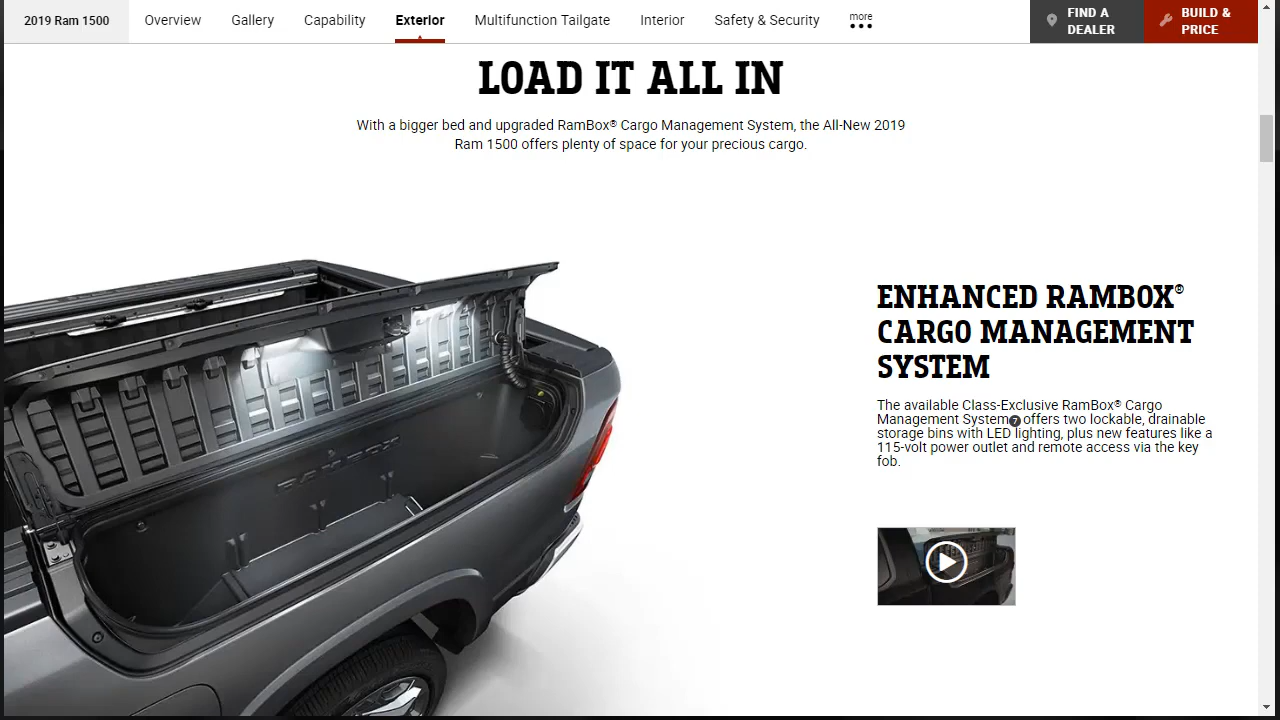 2019 Ram 1500
Overview
Gallery
Capability
Exterior
Multifunction Tailgate
Interior
Safety & Security
more
FIND A
DEALER
BUILD &
PRICE
LOAD IT ALL IN
With a bigger bed and upgraded RamBox® Cargo Management System, the All-New 2019
Ram 1500 offers plenty of space for your precious cargo.
RAMBOX
ENHANCED RAMBOX®
CARGO MANAGEMENT
SYSTEM
The available Class-Exclusive RamBox® Cargo
Management System7 offers two lockable, drainable
storage bins with LED lighting, plus new features like a
115-volt power outlet and remote access via the key
fob.